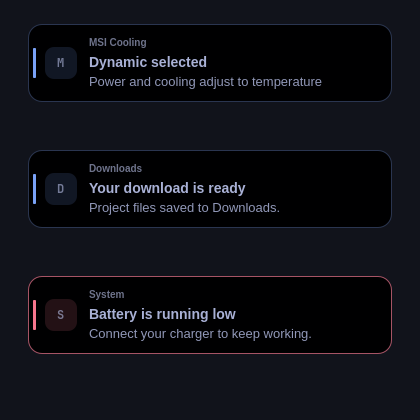 MSI Cooling
M
Dynamic selected
Power and cooling adjust to temperature
Downloads
D
Your download is ready
Project files saved to Downloads.
System
S
Battery is running low
Connect your charger to keep working.